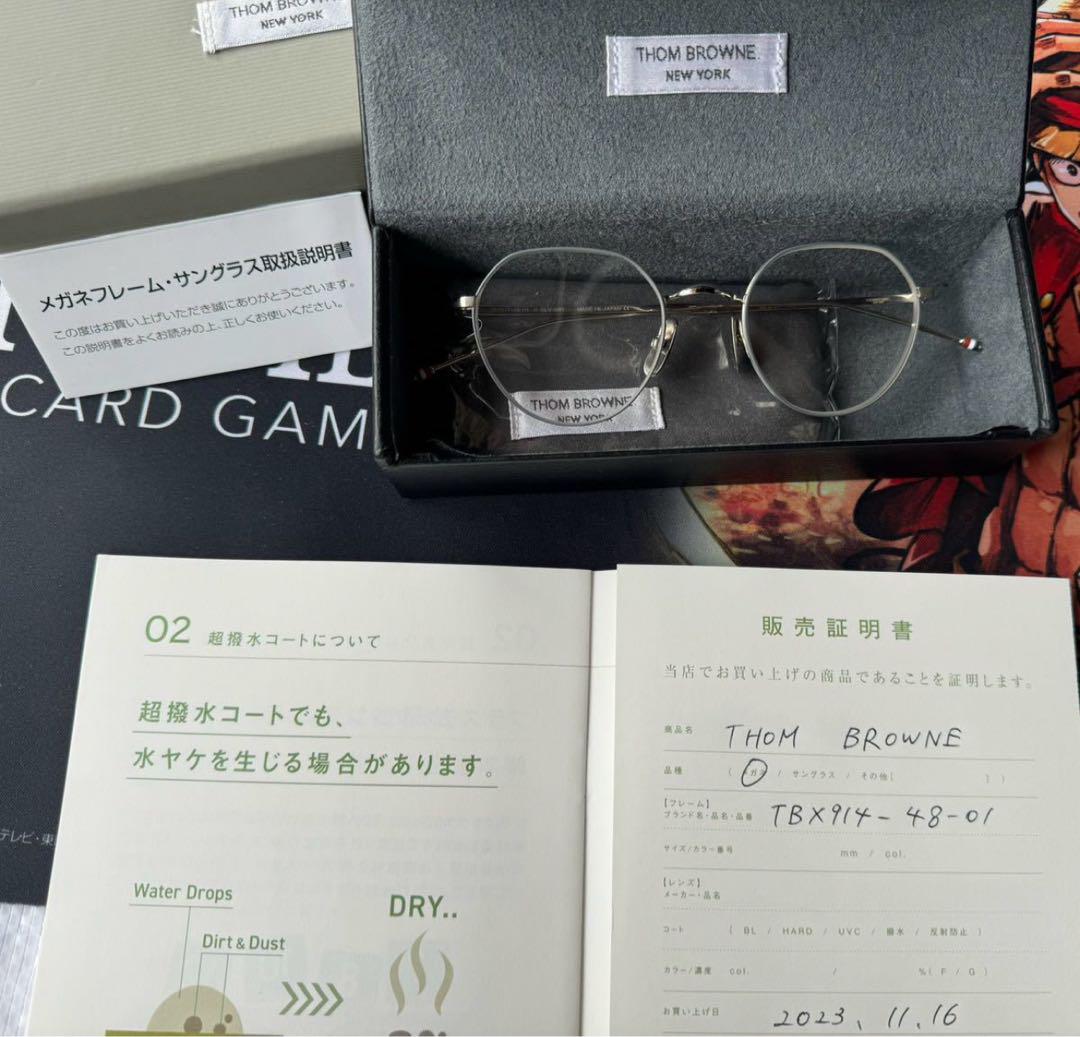 THOM BROWNE
NEW YORK
THOM BROWNE.
NEW YORK
メガネフレーム・サングラス取扱説明書
この度はお買い上げいただき誠にありがとうございます。
この説明書をよくお読みの上、正しくお使いください。
MADE IN JAPAN
THOM BROWNE.
NEW YORK
CARD GAM
テレビ・東
02 超撥水コートについて
超撥水コートでも、
水ヤケを生じる場合があります。
Water Drops
Dirt & Dust
DRY..
販売証明書
当店でお買い上げの商品であることを証明します。
商品名 THOM BROWNE
品種 ( メガネ / サングラス / その他[ ] )
【フレーム】
ブランド名・品名・品番 TBX914-48-01
サイズ/カラー番号 mm / col.
【レンズ】
メーカー・品名
コート ( BL / HARD / UVC / 撥水 / 反射防止 )
カラー/濃度 col. / %( F / G )
お買い上げ日 2023、11、16